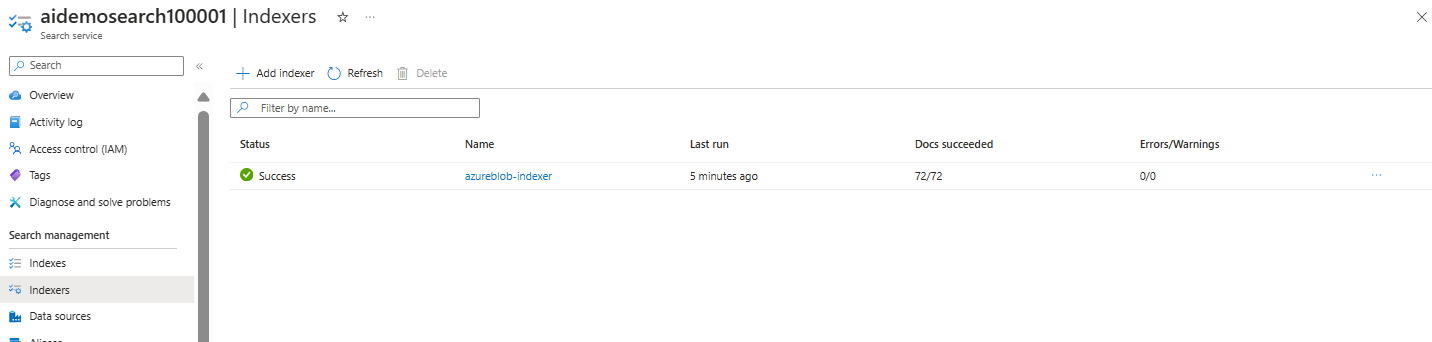 aidemosearch100001 | Indexers
Search service
Search
Add indexer Refresh Delete
Overview
Activity log
Access control (IAM)
Tags
Diagnose and solve problems
Search management
Indexes
Indexers
Data sources
Aliases
Filter by name...
Status Name Last run Docs succeeded Errors/Warnings
Success azureblob-indexer 5 minutes ago 72/72 0/0